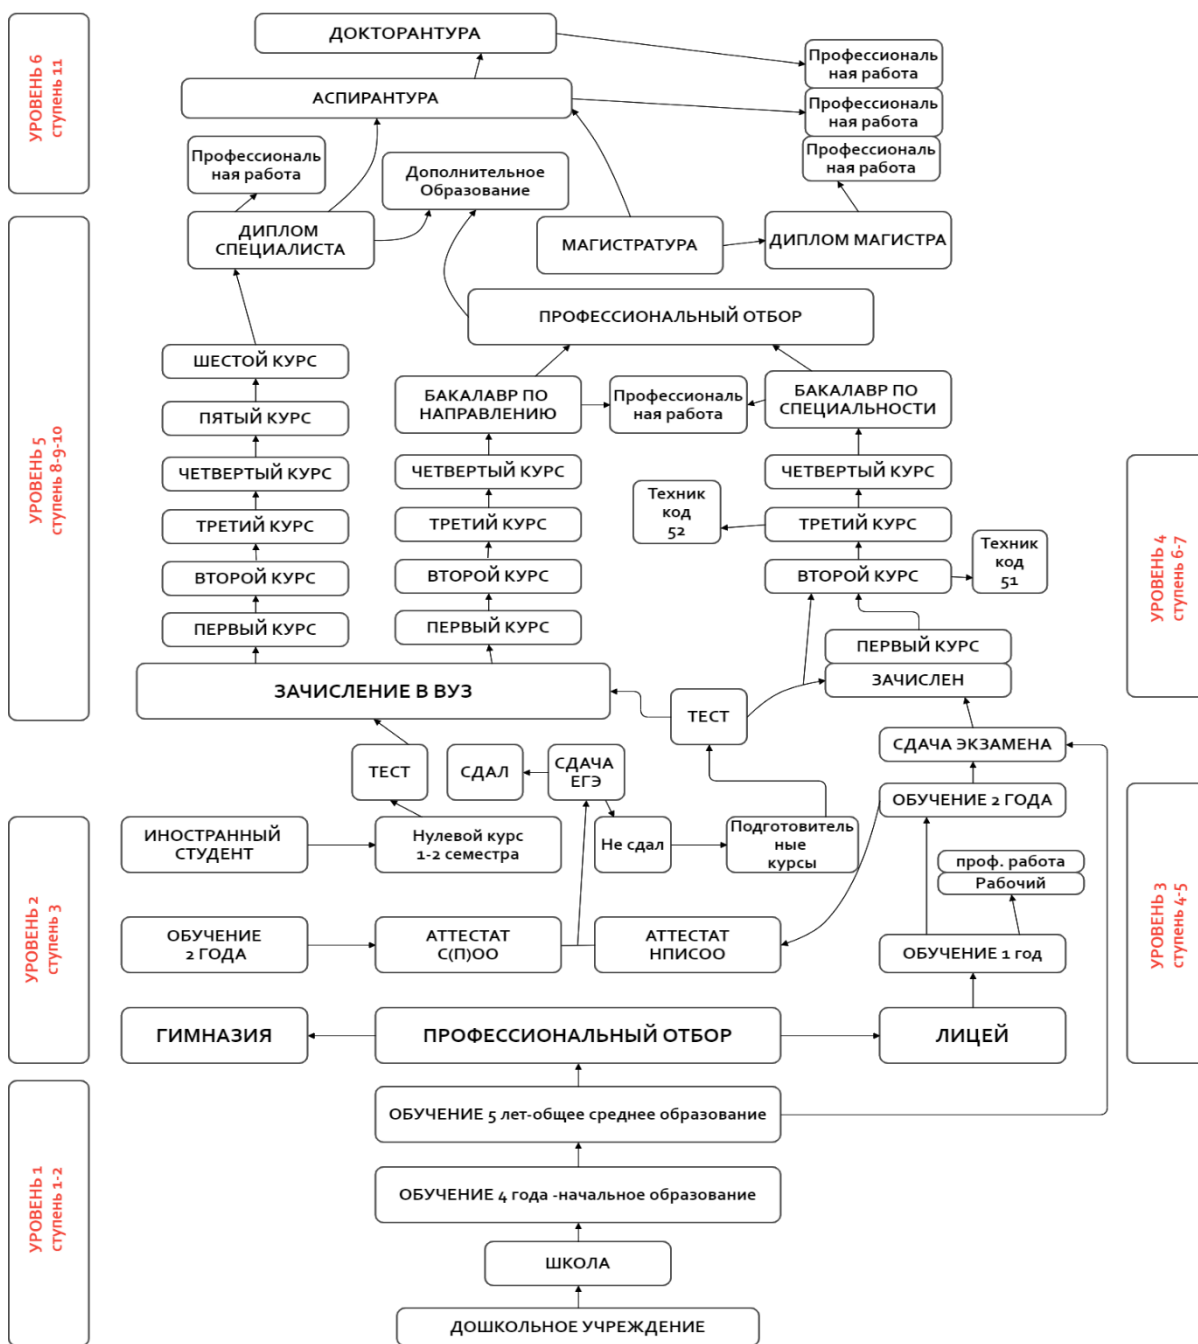 УРОВЕНЬ 6
ступень 11
ДОКТОРАНТУРА
Профессиональ
ная работа
АСПИРАНТУРА
Профессиональ
ная работа
Профессиональ
ная работа
Профессиональ
ная работа
Дополнительное
Образование
УРОВЕНЬ 5
ступень 8-9-10
ДИПЛОМ
СПЕЦИАЛИСТА
МАГИСТРАТУРА
ДИПЛОМ МАГИСТРА
ПРОФЕССИОНАЛЬНЫЙ ОТБОР
ШЕСТОЙ КУРС
БАКАЛАВР ПО
НАПРАВЛЕНИЮ
Профессиональ
ная работа
БАКАЛАВР ПО
СПЕЦИАЛЬНОСТИ
ПЯТЫЙ КУРС
ЧЕТВЕРТЫЙ КУРС
ЧЕТВЕРТЫЙ КУРС
ЧЕТВЕРТЫЙ КУРС
УРОВЕНЬ 4
ступень 6-7
Техник
код
52
ТРЕТИЙ КУРС
ТРЕТИЙ КУРС
ТРЕТИЙ КУРС
Техник
код
51
ВТОРОЙ КУРС
ВТОРОЙ КУРС
ВТОРОЙ КУРС
ПЕРВЫЙ КУРС
ПЕРВЫЙ КУРС
ПЕРВЫЙ КУРС
ЗАЧИСЛЕНИЕ В ВУЗ
ЗАЧИСЛЕН
ТЕСТ
СДАЧА ЭКЗАМЕНА
ТЕСТ
СДАЛ
СДАЧА
ЕГЭ
ОБУЧЕНИЕ 2 ГОДА
УРОВЕНЬ 2
ступень 3
УРОВЕНЬ 3
ступень 4-5
ИНОСТРАННЫЙ
СТУДЕНТ
Нулевой курс
1-2 семестра
Не сдал
Подготовитель
ные
курсы
проф. работа
Рабочий
ОБУЧЕНИЕ
2 ГОДА
АТТЕСТАТ
С(П)ОО
АТТЕСТАТ
НПИСОО
ОБУЧЕНИЕ 1 год
ГИМНАЗИЯ
ПРОФЕССИОНАЛЬНЫЙ ОТБОР
ЛИЦЕЙ
УРОВЕНЬ 1
ступень 1-2
ОБУЧЕНИЕ 5 лет-общее среднее образование
ОБУЧЕНИЕ 4 года -начальное образование
ШКОЛА
ДОШКОЛЬНОЕ УЧРЕЖДЕНИЕ